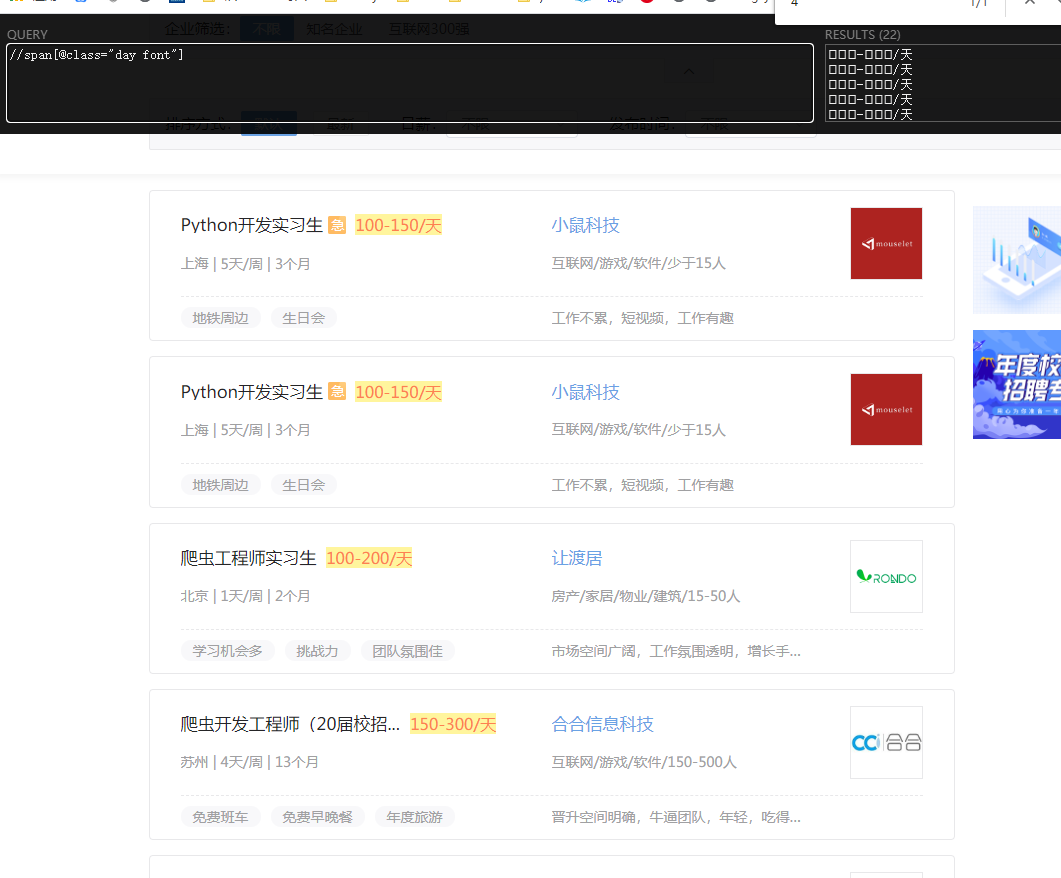 4
1/1
企业筛选：
不限
知名企业
互联网300强
QUERY
//span[@class="day font"]
RESULTS (22)
□□□-□□□/天
□□□-□□□/天
□□□-□□□/天
□□□-□□□/天
□□□-□□□/天
排序方式：
最新
日薪：
不限
发布时间：
不限
Python开发实习生 急 100-150/天
小鼠科技
mouselet
上海 | 5天/周 | 3个月
互联网/游戏/软件/少于15人
地铁周边
生日会
工作不累，短视频，工作有趣
Python开发实习生 急 100-150/天
小鼠科技
mouselet
上海 | 5天/周 | 3个月
互联网/游戏/软件/少于15人
地铁周边
生日会
工作不累，短视频，工作有趣
年度校
招聘专
爬虫工程师实习生 100-200/天
让渡居
RONDO
北京 | 1天/周 | 2个月
房产/家居/物业/建筑/15-50人
学习机会多
挑战力
团队氛围佳
市场空间广阔，工作氛围透明，增长手...
爬虫开发工程师（20届校招... 150-300/天
合合信息科技
CC 合合
苏州 | 4天/周 | 13个月
互联网/游戏/软件/150-500人
免费班车
免费早晚餐
年度旅游
晋升空间明确，牛逼团队，年轻，吃得...